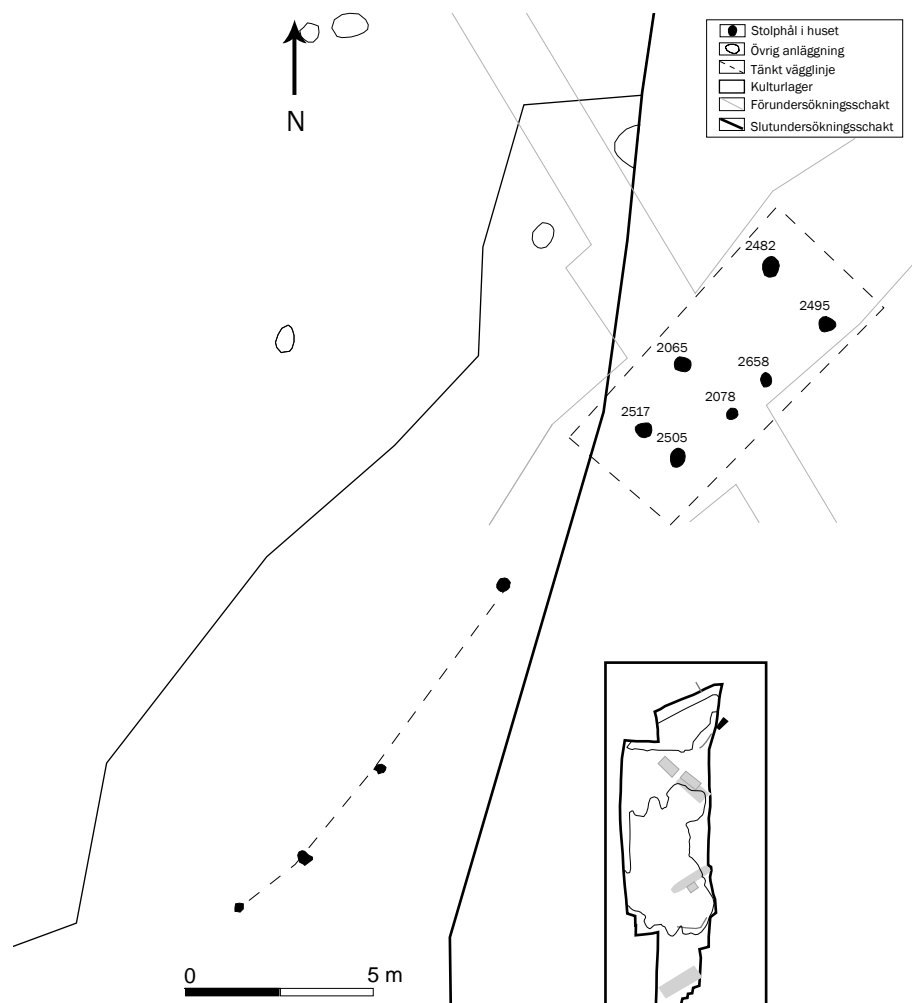 N
Stolphål i huset
Övrig anläggning
Tänkt vägglinje
Kulturlager
Förundersökningsschakt
Slutundersökningsschakt
2482
2495
2065
2658
2078
2517
2505
0 5 m